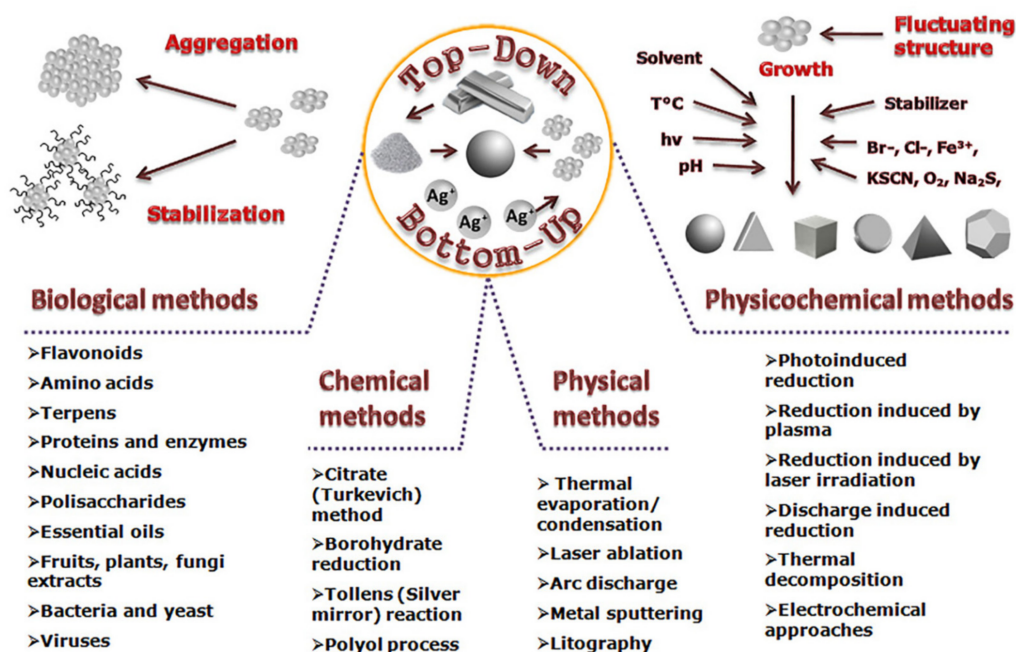 Aggregation
Stabilization
Top-Down
Ag⁺
Ag⁺
Ag⁺
Bottom-Up
Fluctuating
structure
Growth
Solvent
T°C
hv
pH
Stabilizer
Br–, Cl–, Fe³⁺,
KSCN, O₂, Na₂S,
Biological methods
➢Flavonoids
➢Amino acids
➢Terpens
➢Proteins and enzymes
➢Nucleic acids
➢Polisaccharides
➢Essential oils
➢Fruits, plants, fungi
extracts
➢Bacteria and yeast
➢Viruses
Chemical
methods
➢Citrate
(Turkevich)
method
➢Borohydrate
reduction
➢Tollens (Silver
mirror) reaction
➢Polyol process
Physical
methods
➢ Thermal
evaporation/
condensation
➢Laser ablation
➢Arc discharge
➢Metal sputtering
➢Litography
Physicochemical methods
➢Photoinduced
reduction
➢Reduction induced by
plasma
➢Reduction induced by
laser irradiation
➢Discharge induced
reduction
➢Thermal
decomposition
➢Electrochemical
approaches